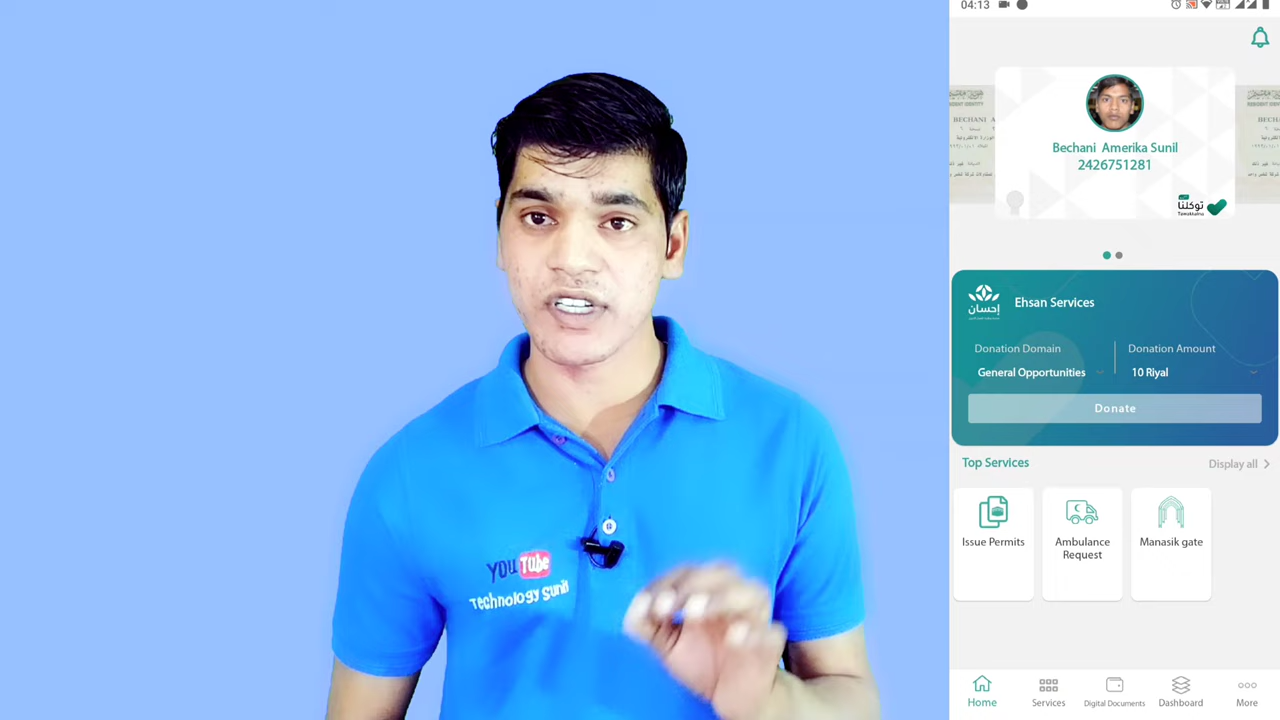 YouTube
Technology Sunil
04:13
BECHANI A
Bechani Amerika Sunil
2426751281
توكلنا
Tawakkalna
إحسان
Ehsan Services
Donation Domain
Donation Amount
General Opportunities
10 Riyal
Donate
Top Services
Display all
Issue Permits
Ambulance
Request
Manasik gate
Home
Services
Digital Documents
Dashboard
More